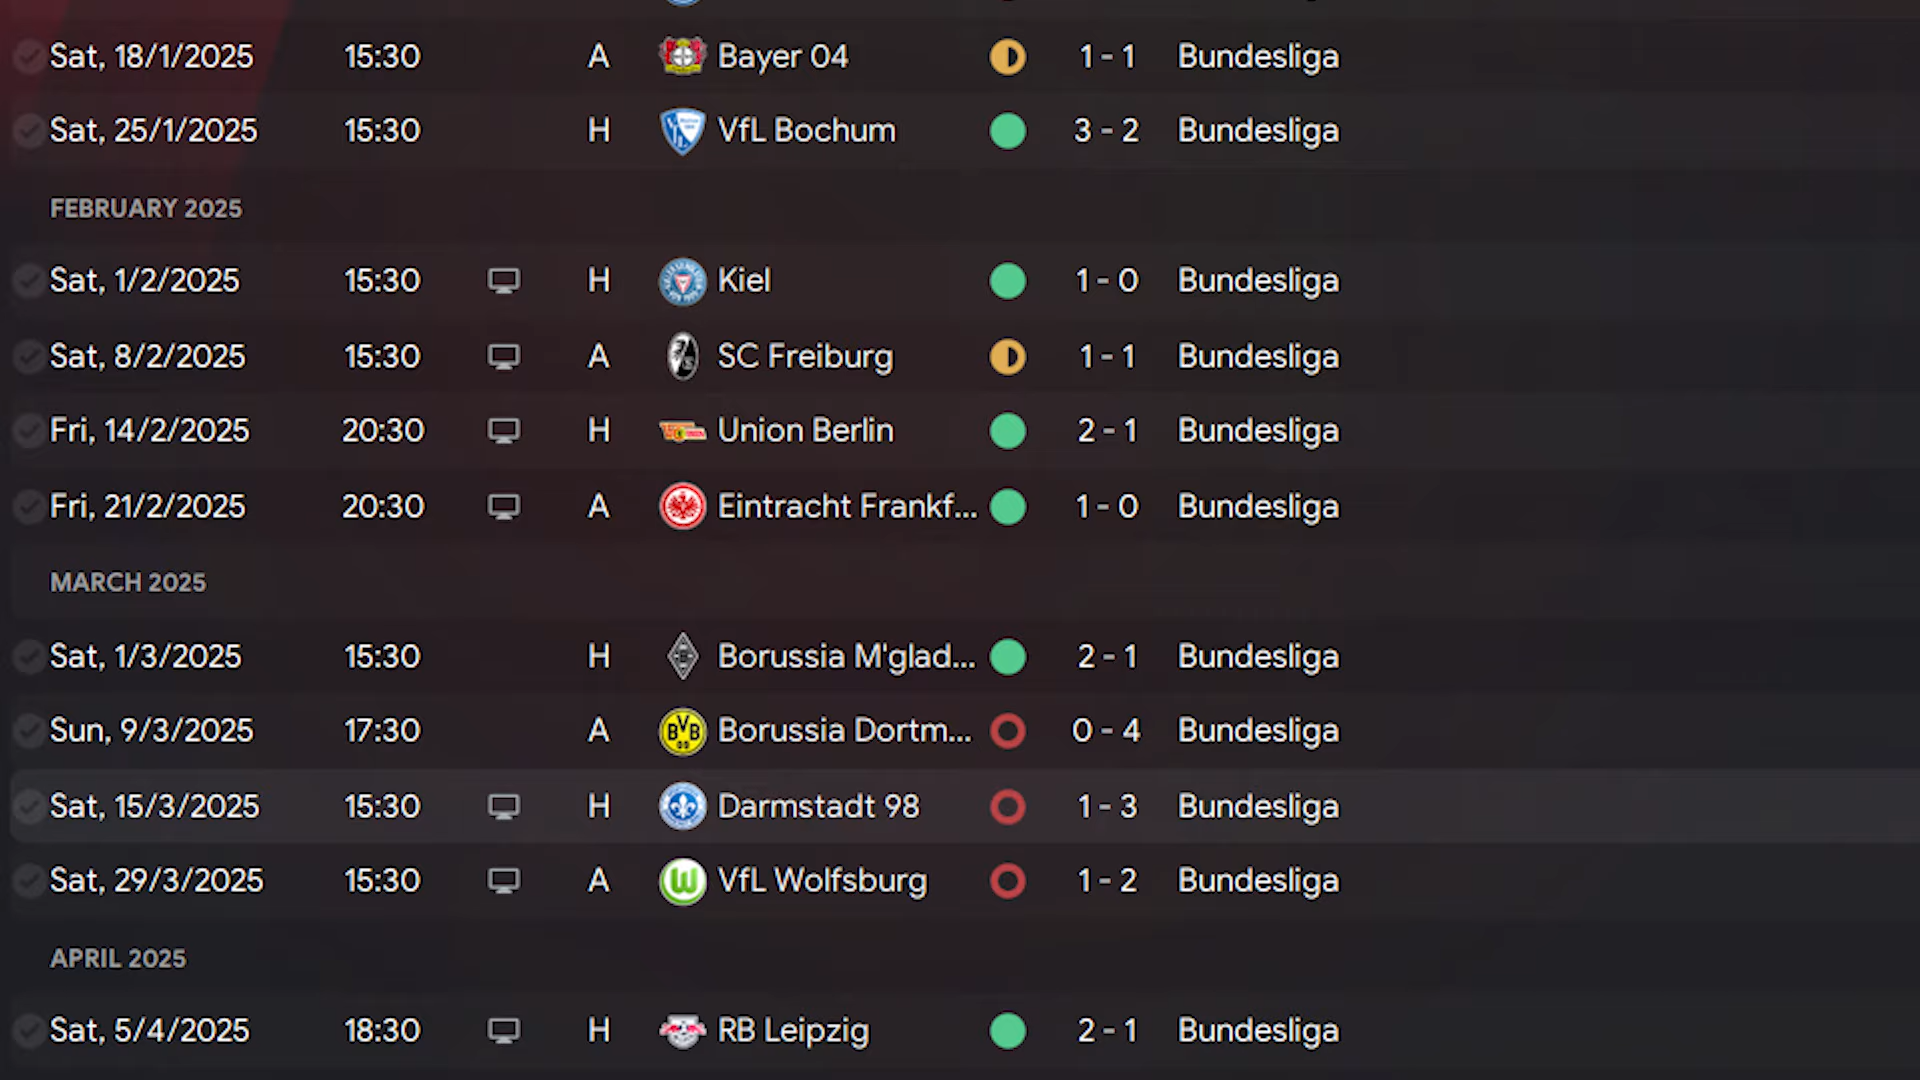 Sat, 18/1/2025 15:30 A Bayer 04 1 - 1 Bundesliga
Sat, 25/1/2025 15:30 H VfL Bochum 3 - 2 Bundesliga
FEBRUARY 2025
Sat, 1/2/2025 15:30 H Kiel 1 - 0 Bundesliga
Sat, 8/2/2025 15:30 A SC Freiburg 1 - 1 Bundesliga
Fri, 14/2/2025 20:30 H Union Berlin 2 - 1 Bundesliga
Fri, 21/2/2025 20:30 A Eintracht Frankf... 1 - 0 Bundesliga
MARCH 2025
Sat, 1/3/2025 15:30 H Borussia M'glad... 2 - 1 Bundesliga
Sun, 9/3/2025 17:30 A BVB 09 Borussia Dortm... 0 - 4 Bundesliga
Sat, 15/3/2025 15:30 H Darmstadt 98 1 - 3 Bundesliga
Sat, 29/3/2025 15:30 A VfL Wolfsburg 1 - 2 Bundesliga
APRIL 2025
Sat, 5/4/2025 18:30 H RB Leipzig 2 - 1 Bundesliga